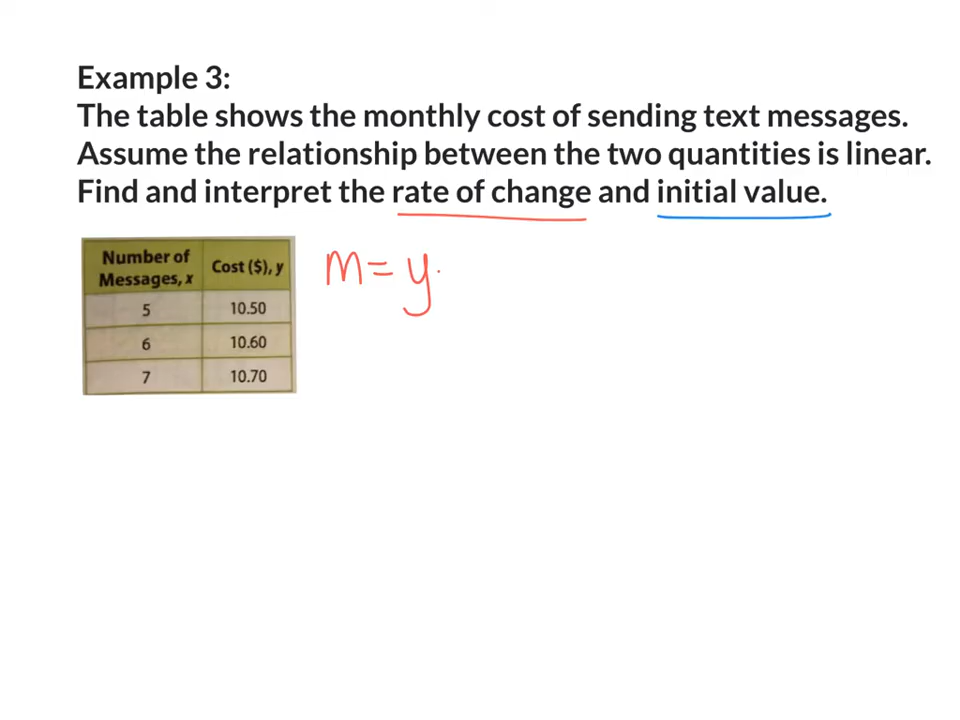 Example 3:
The table shows the monthly cost of sending text messages.
Assume the relationship between the two quantities is linear.
Find and interpret the rate of change and initial value.
Number of Messages, x Cost ($), y
5 10.50
6 10.60
7 10.70
m = y